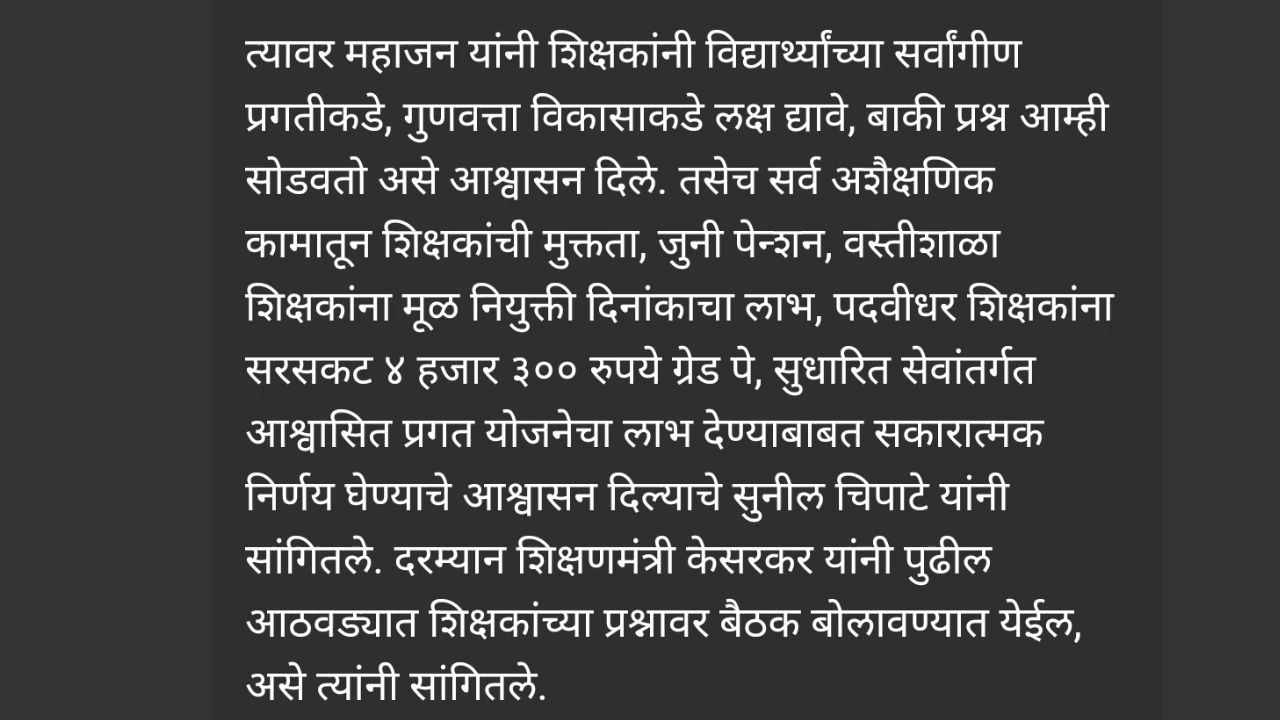 त्यावर महाजन यांनी शिक्षकांनी विद्यार्थ्यांच्या सर्वांगीण
प्रगतीकडे, गुणवत्ता विकासाकडे लक्ष द्यावे, बाकी प्रश्न आम्ही
सोडवतो असे आश्वासन दिले. तसेच सर्व अशैक्षणिक
कामातून शिक्षकांची मुक्तता, जुनी पेन्शन, वस्तीशाळा
शिक्षकांना मूळ नियुक्ती दिनांकाचा लाभ, पदवीधर शिक्षकांना
सरसकट ४ हजार ३०० रुपये ग्रेड पे, सुधारित सेवांतर्गत
आश्वासित प्रगत योजनेचा लाभ देण्याबाबत सकारात्मक
निर्णय घेण्याचे आश्वासन दिल्याचे सुनील चिपाटे यांनी
सांगितले. दरम्यान शिक्षणमंत्री केसरकर यांनी पुढील
आठवड्यात शिक्षकांच्या प्रश्नावर बैठक बोलावण्यात येईल,
असे त्यांनी सांगितले.